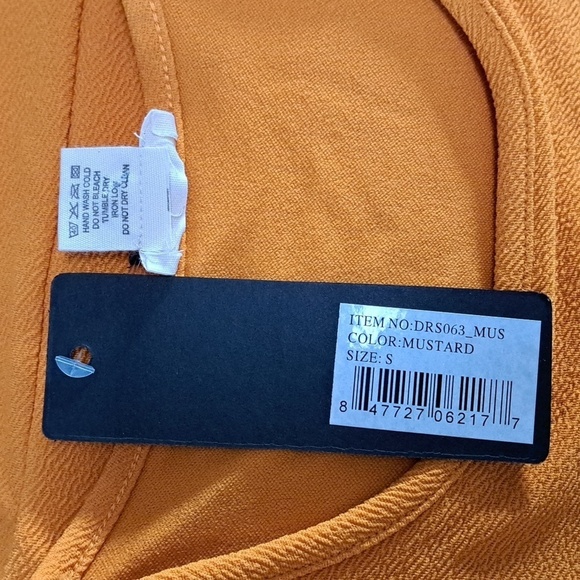 HAND WASH COLD
DO NOT BLEACH
TUMBLE DRY
IRON LOW
DO NOT DRY CLEAN
ITEM NO:DRS063_MUS
COLOR:MUSTARD
SIZE: S
8 47727 06217 7